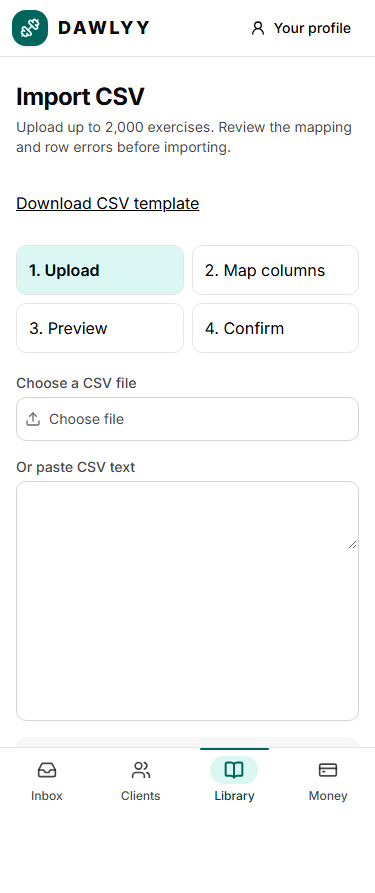 DAWLYY
Your profile
Import CSV
Upload up to 2,000 exercises. Review the mapping
and row errors before importing.
Download CSV template
1. Upload
2. Map columns
3. Preview
4. Confirm
Choose a CSV file
Choose file
Or paste CSV text
Inbox
Clients
Library
Money